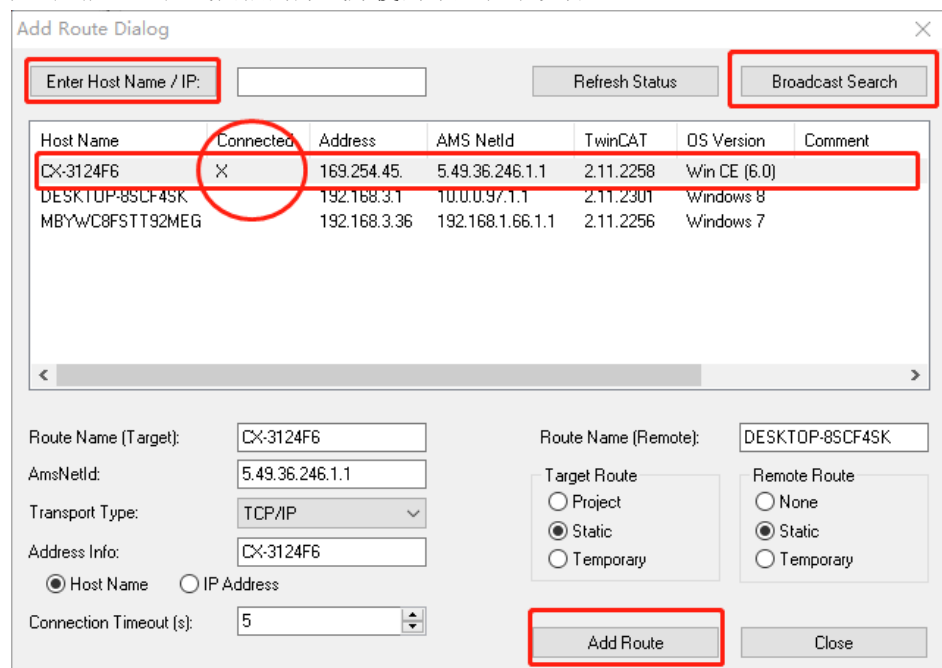 Add Route Dialog
Enter Host Name / IP: Refresh Status Broadcast Search
Host Name Connected Address AMS NetId TwinCAT OS Version Comment
CX-3124F6 X 169.254.45. 5.49.36.246.1.1 2.11.2258 Win CE (6.0)
DESKTOP-8SCF4SK 192.168.3.1 10.0.0.97.1.1 2.11.2301 Windows 8
MBYWC8FSTT92MEG 192.168.3.36 192.168.1.66.1.1 2.11.2256 Windows 7
Route Name (Target): CX-3124F6 Route Name (Remote): DESKTOP-8SCF4SK
AmsNetId: 5.49.36.246.1.1 Target Route Remote Route
Project None
Transport Type: TCP/IP
Static Static
Address Info: CX-3124F6 Temporary Temporary
Host Name IP Address
Connection Timeout (s): 5
Add Route Close